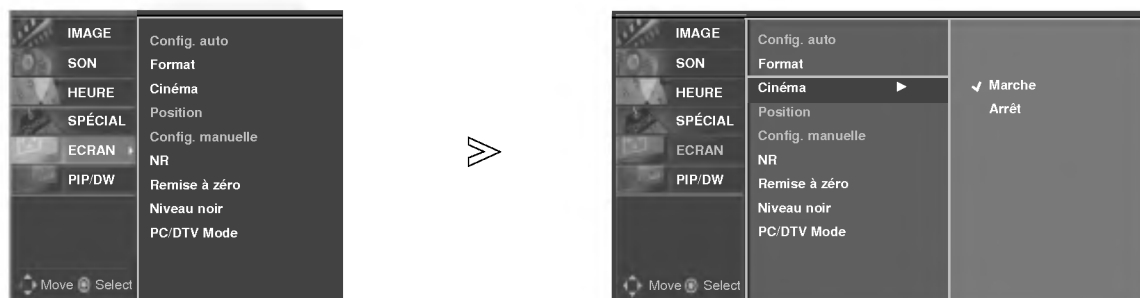 IMAGE
SON
HEURE
SPÉCIAL
ECRAN
PIP/DW
Config. auto
Format
Cinéma
Position
Config. manuelle
NR
Remise à zéro
Niveau noir
PC/DTV Mode
Move Select
IMAGE
SON
HEURE
SPÉCIAL
ECRAN
PIP/DW
Config. auto
Format
Cinéma
Position
Config. manuelle
NR
Remise à zéro
Niveau noir
PC/DTV Mode
Marche
Arrêt
Move Select